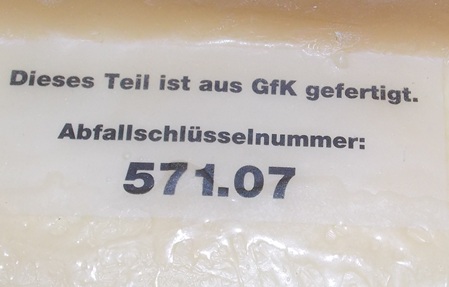 Dieses Teil ist aus GfK gefertigt.
Abfallschlüsselnummer:
571.07